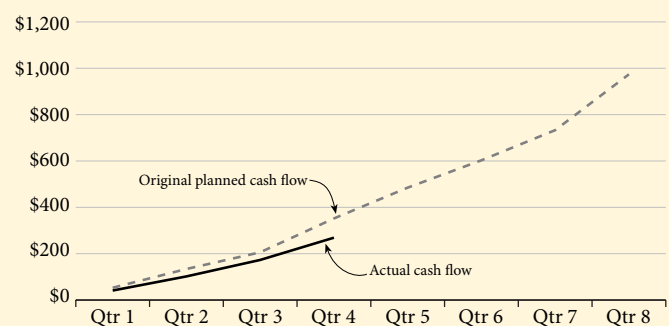 $1,200
$1,000
$800
$600
$400
$200
$0
Original planned cash flow
Actual cash flow
Qtr 1 Qtr 2 Qtr 3 Qtr 4 Qtr 5 Qtr 6 Qtr 7 Qtr 8